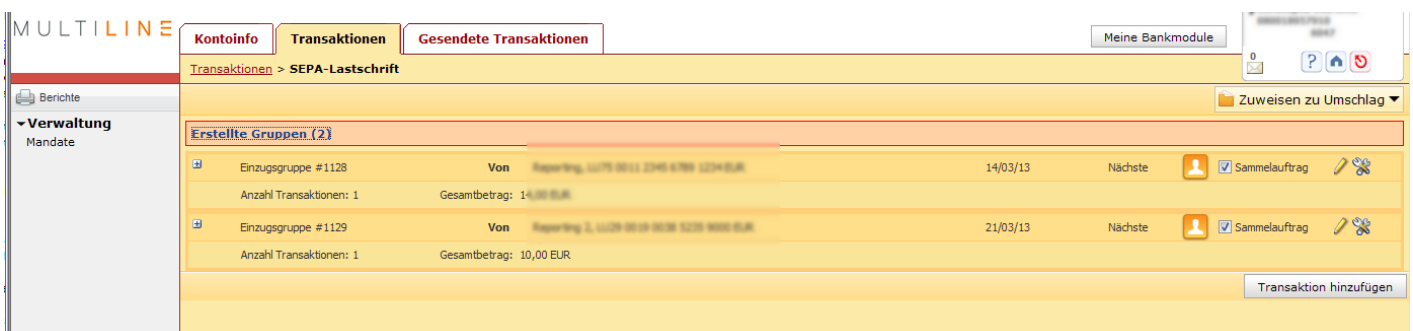 MULTILINE
Kontoinfo Transaktionen Gesendete Transaktionen Meine Bankmodule
Transaktionen > SEPA-Lastschrift 0
Berichte Zuweisen zu Umschlag
Verwaltung
Mandate
Erstellte Gruppen (2)
Einzugsgruppe #1128 Von 14/03/13 Nächste Sammelauftrag
Anzahl Transaktionen: 1 Gesamtbetrag:
Einzugsgruppe #1129 Von 21/03/13 Nächste Sammelauftrag
Anzahl Transaktionen: 1 Gesamtbetrag: 10,00 EUR
Transaktion hinzufügen